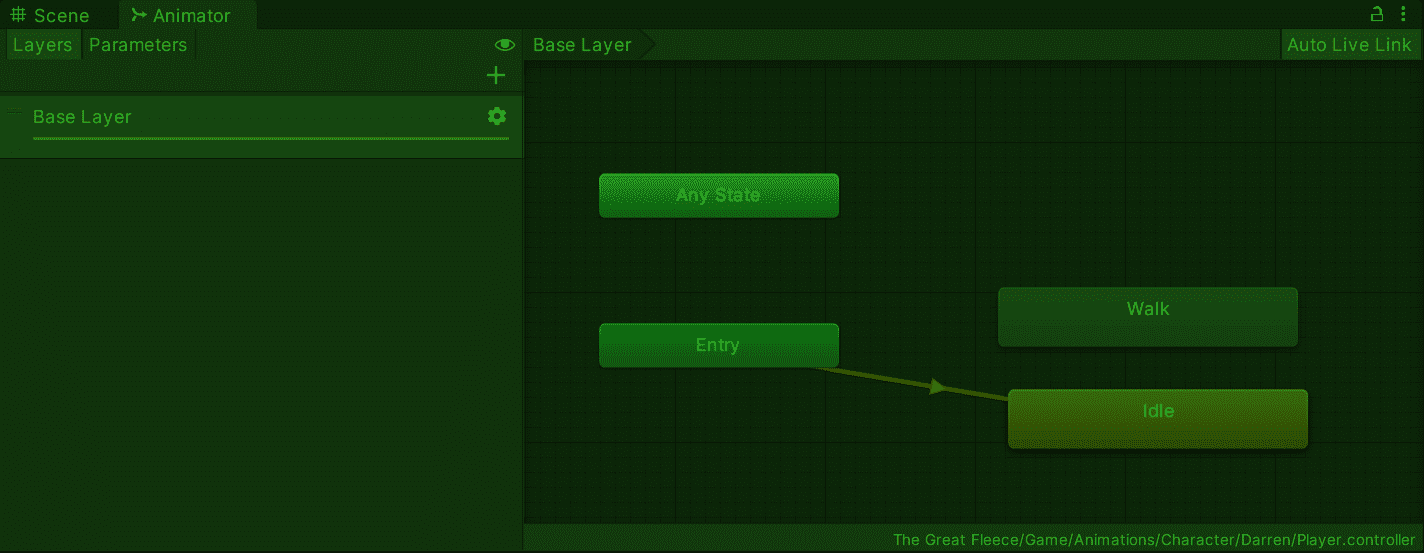 Scene Animator
Layers Parameters
Base Layer
Auto Live Link
Base Layer
Any State
Walk
Entry
Idle
The Great Fleece/Game/Animations/Character/Darren/Player.controller